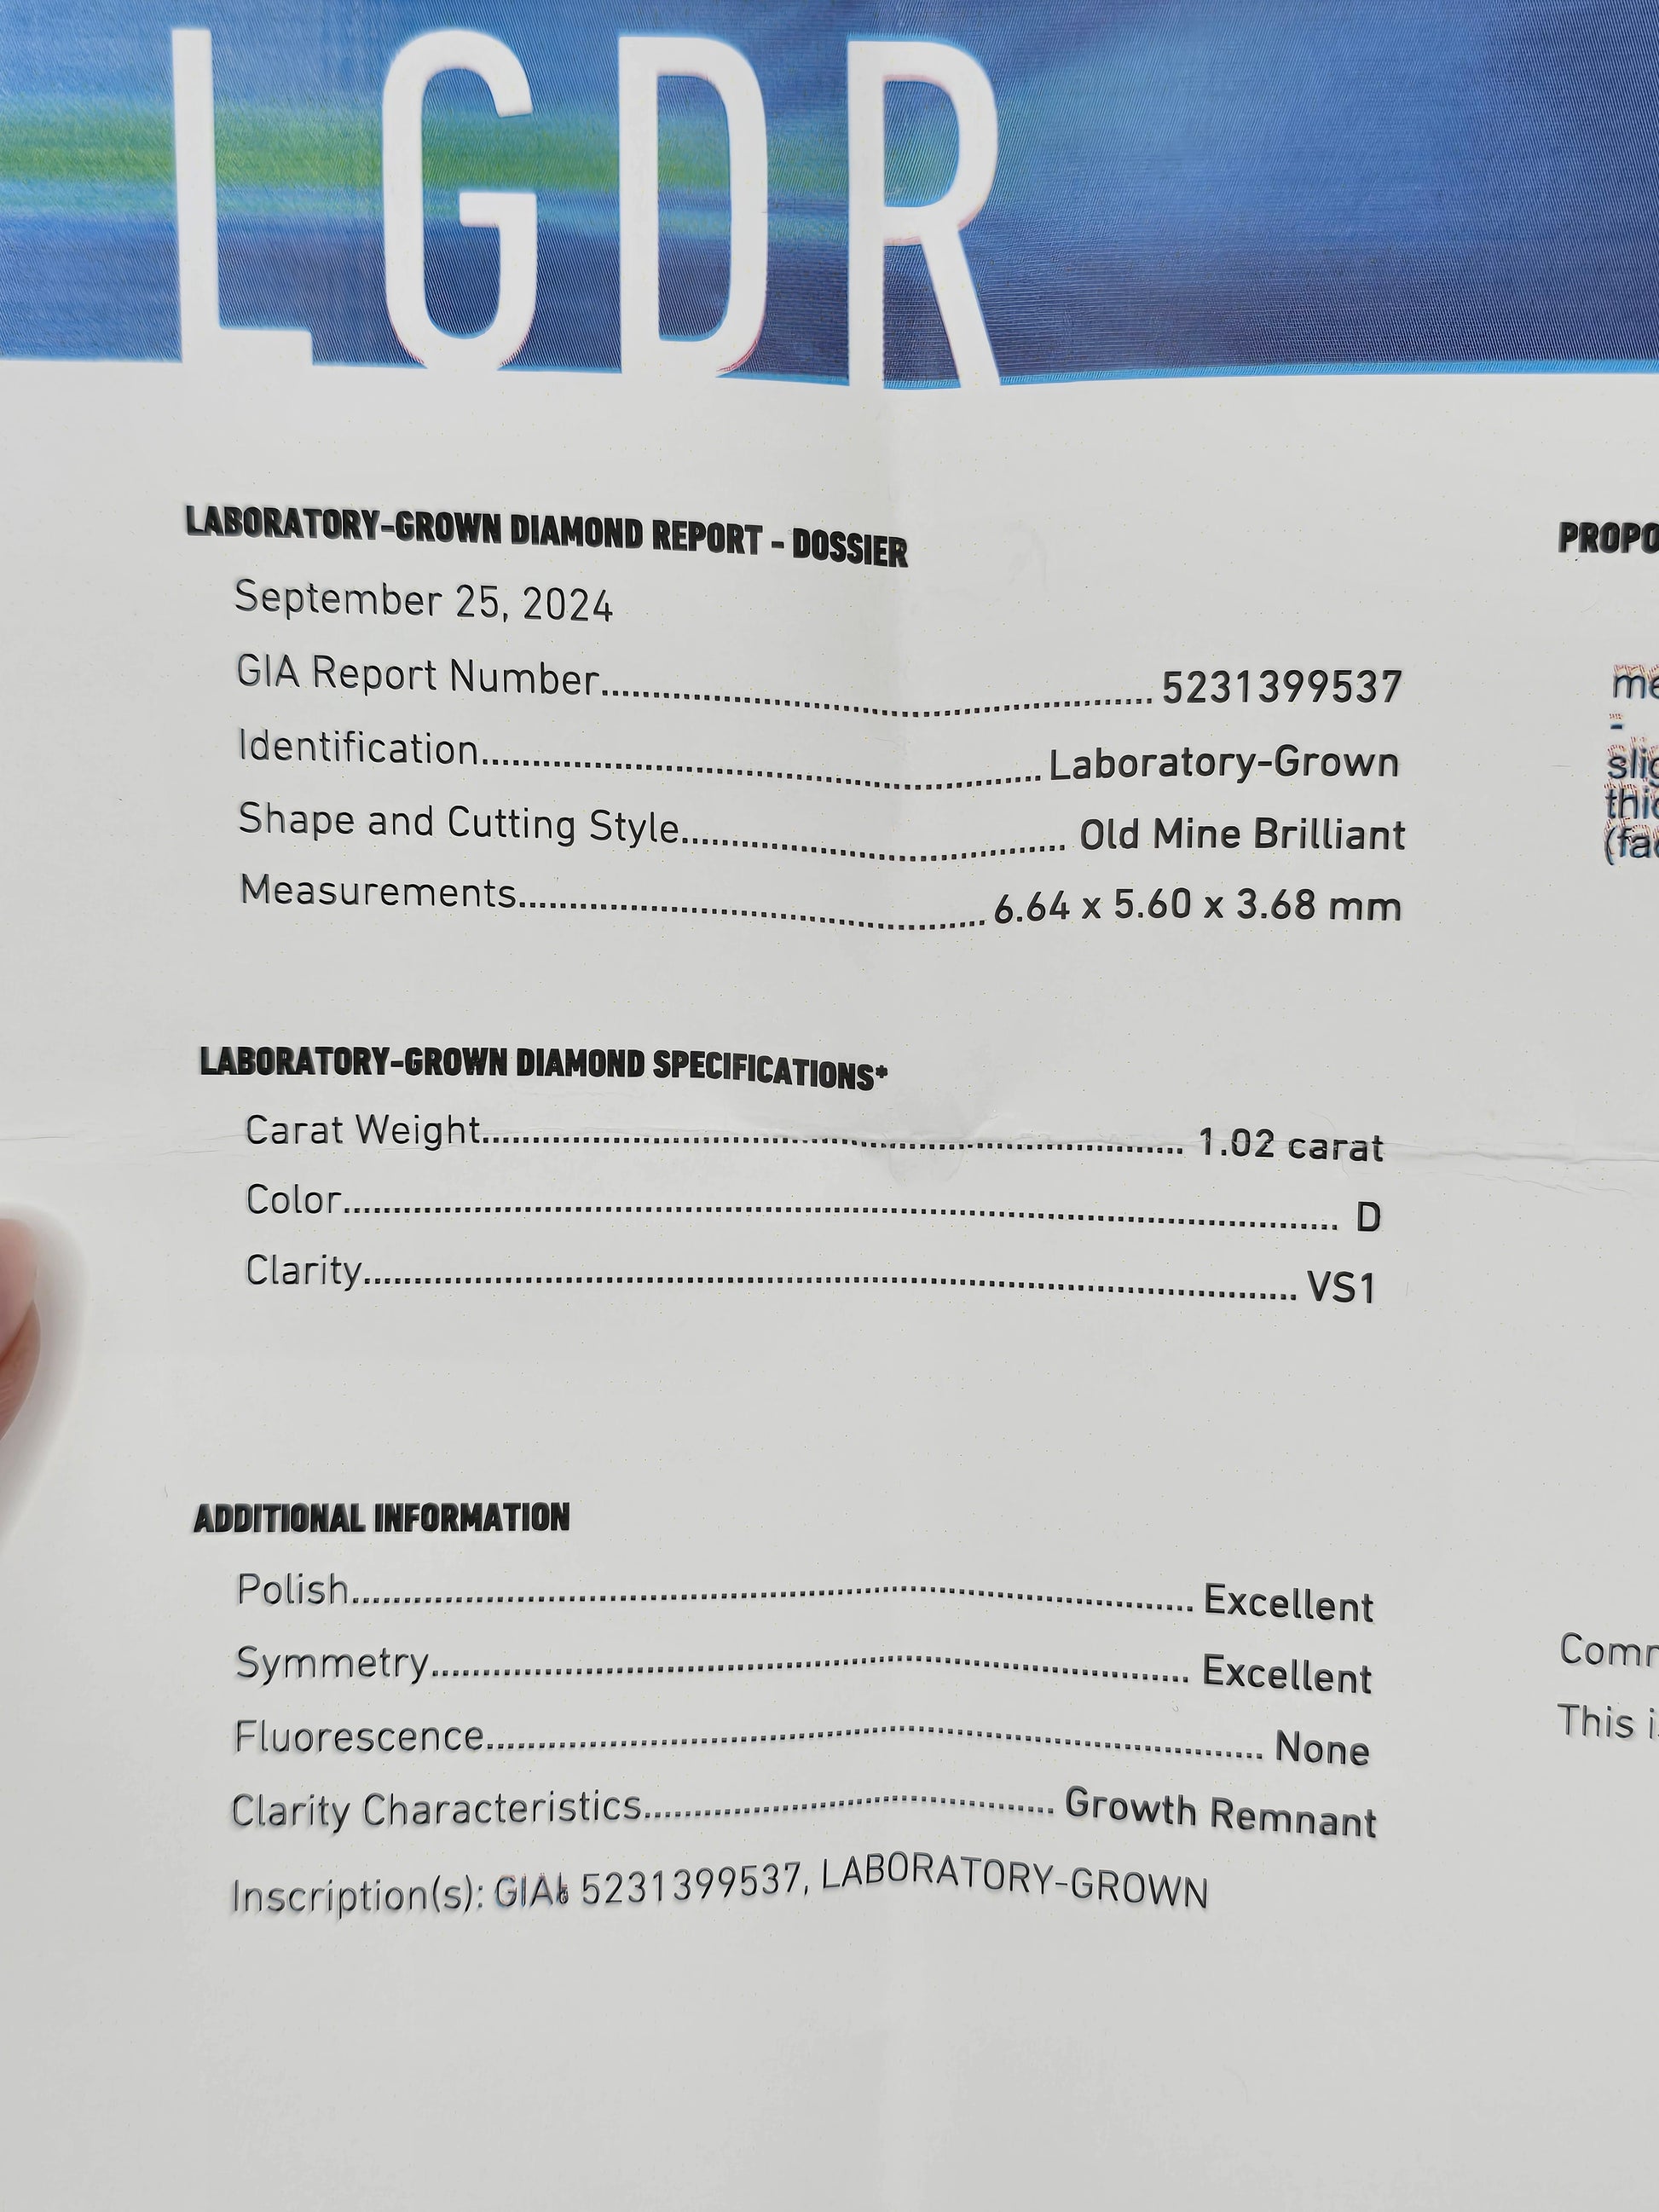 LGDR
LABORATORY-GROWN DIAMOND REPORT - DOSSIER
September 25, 2024
GIA Report Number 5231399537
Identification Laboratory-Grown
Shape and Cutting Style Old Mine Brilliant
Measurements 6.64 x 5.60 x 3.68 mm
LABORATORY-GROWN DIAMOND SPECIFICATIONS*
Carat Weight 1.02 carat
Color D
Clarity VS1
ADDITIONAL INFORMATION
Polish Excellent
Symmetry Excellent
Fluorescence None
Clarity Characteristics Growth Remnant
Inscription(s): GIA 5231399537, LABORATORY-GROWN
This